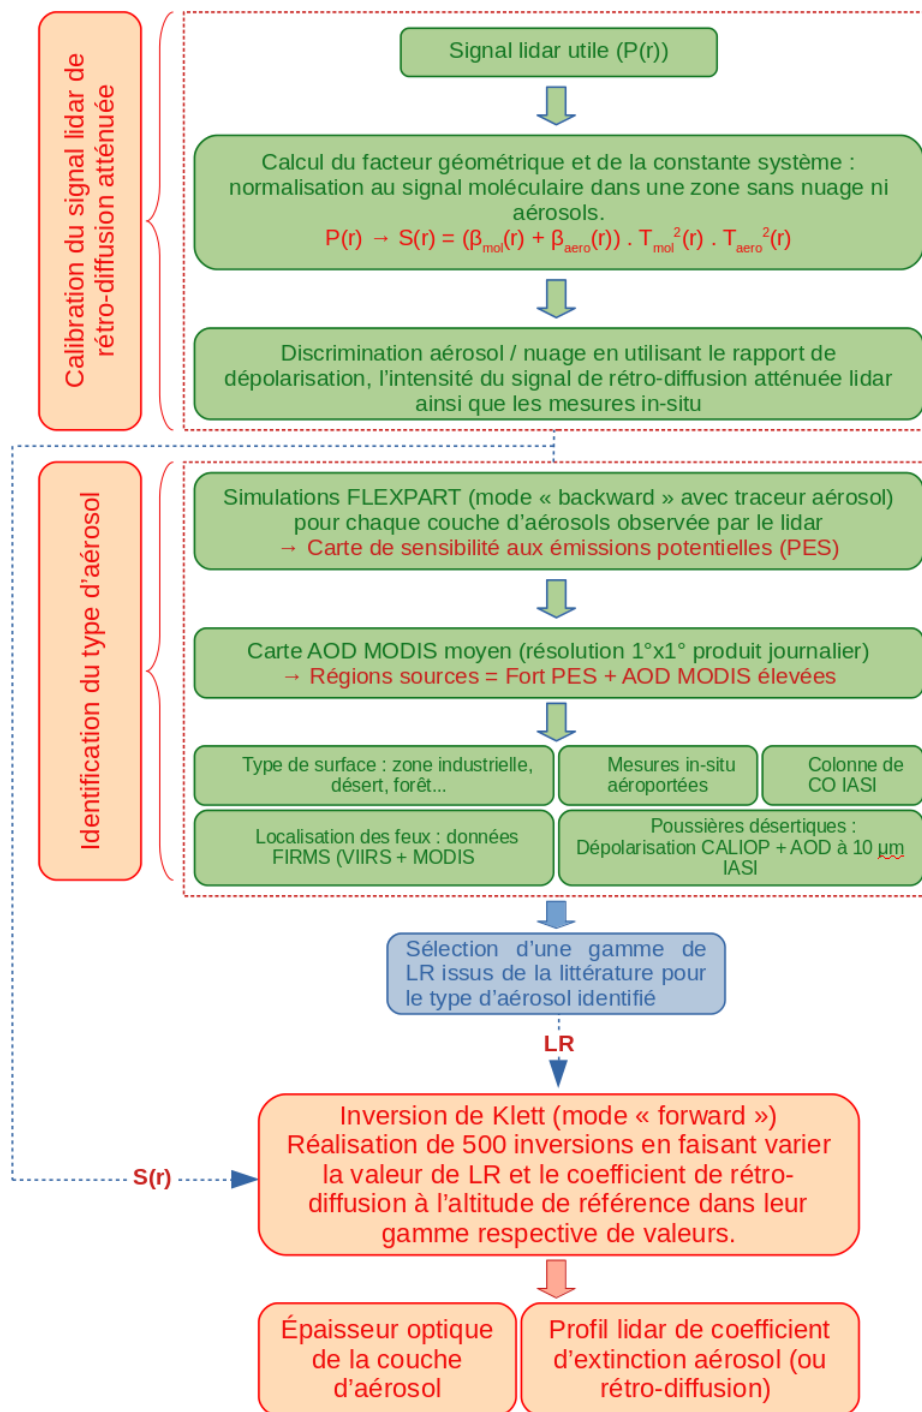 Calibration du signal lidar de
rétro-diffusion atténuée
Signal lidar utile (P(r))
Calcul du facteur géométrique et de la constante système :
normalisation au signal moléculaire dans une zone sans nuage ni
aérosols.
P(r) → S(r) = (βmol(r) + βaero(r)) . Tmol²(r) . Taero²(r)
Discrimination aérosol / nuage en utilisant le rapport de
dépolarisation, l'intensité du signal de rétro-diffusion atténuée lidar
ainsi que les mesures in-situ
Identification du type d'aérosol
Simulations FLEXPART (mode « backward » avec traceur aérosol)
pour chaque couche d'aérosols observée par le lidar
→ Carte de sensibilité aux émissions potentielles (PES)
Carte AOD MODIS moyen (résolution 1°x1° produit journalier)
→ Régions sources = Fort PES + AOD MODIS élevées
Type de surface : zone industrielle,
désert, forêt...
Mesures in-situ
aéroportées
Colonne de
CO IASI
Localisation des feux : données
FIRMS (VIIRS + MODIS
Poussières désertiques :
Dépolarisation CALIOP + AOD à 10 µm
IASI
Sélection d'une gamme de
LR issus de la littérature pour
le type d'aérosol identifié
LR
Inversion de Klett (mode « forward »)
Réalisation de 500 inversions en faisant varier
la valeur de LR et le coefficient de rétro-
diffusion à l'altitude de référence dans leur
gamme respective de valeurs.
S(r)
Épaisseur optique
de la couche
d'aérosol
Profil lidar de coefficient
d'extinction aérosol (ou
rétro-diffusion)